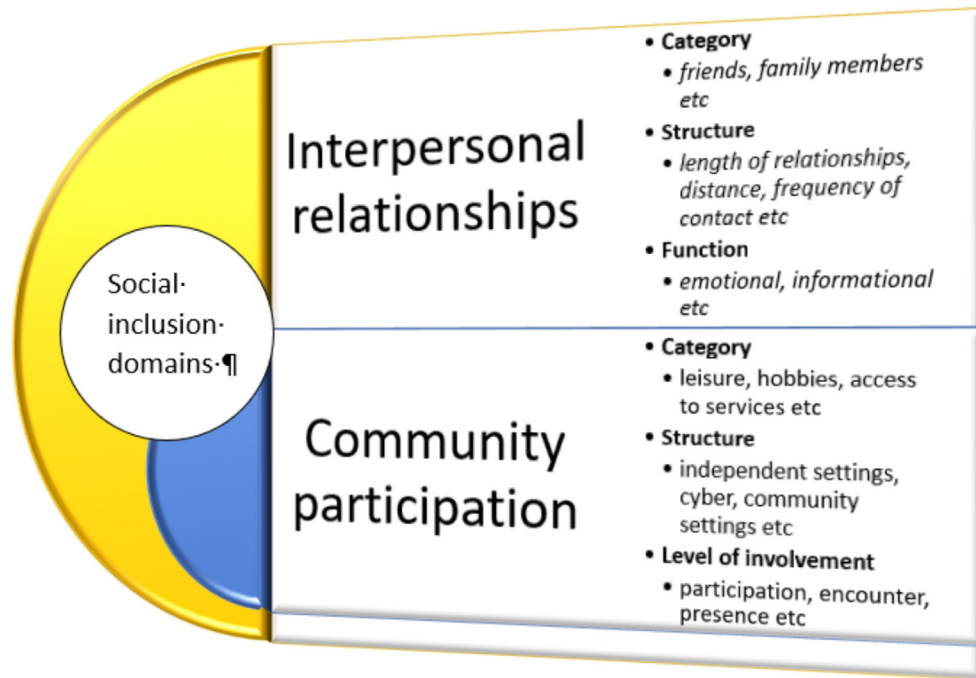 Social·
inclusion·
domains·¶
Interpersonal
relationships
• Category
• friends, family members
etc
• Structure
• length of relationships,
distance, frequency of
contact etc
• Function
• emotional, informational
etc
Community
participation
• Category
• leisure, hobbies, access
to services etc
• Structure
• independent settings,
cyber, community
settings etc
• Level of involvement
• participation, encounter,
presence etc